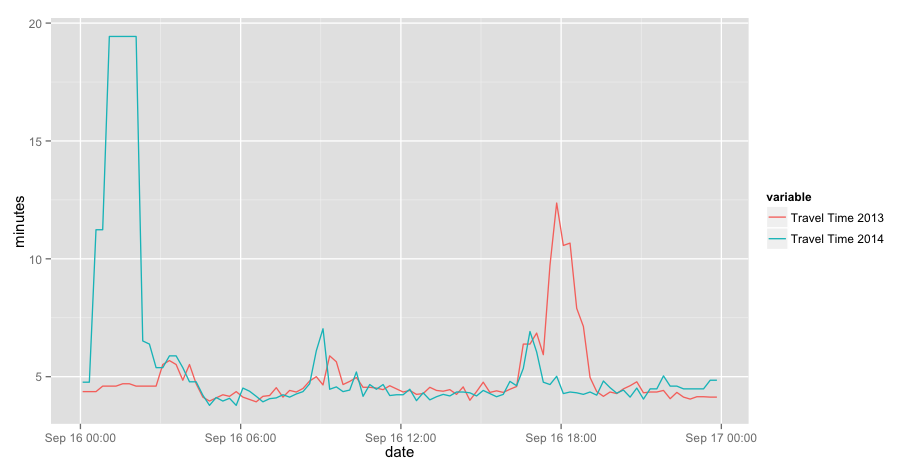 20
15
10
5
minutes
Sep 16 00:00
Sep 16 06:00
Sep 16 12:00
Sep 16 18:00
Sep 17 00:00
date
variable
Travel Time 2013
Travel Time 2014